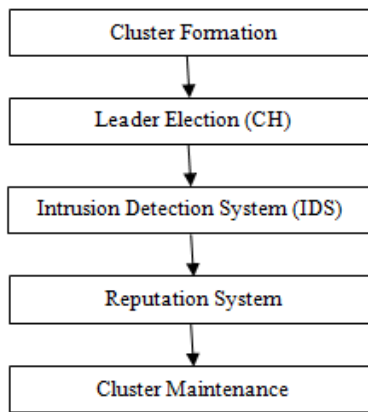 Cluster Formation
Leader Election (CH)
Intrusion Detection System (IDS)
Reputation System
Cluster Maintenance